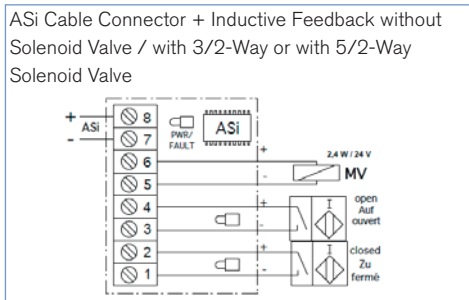 ASi Cable Connector + Inductive Feedback without
Solenoid Valve / with 3/2-Way or with 5/2-Way
Solenoid Valve
+ ASi -
8
7
6
5
4
3
2
1
PWR/
FAULT
ASi
+
2,4 W / 24 V
MV
-
+
open
Auf
ouvert
I
-
+
closed
Zu
fermé
I
-